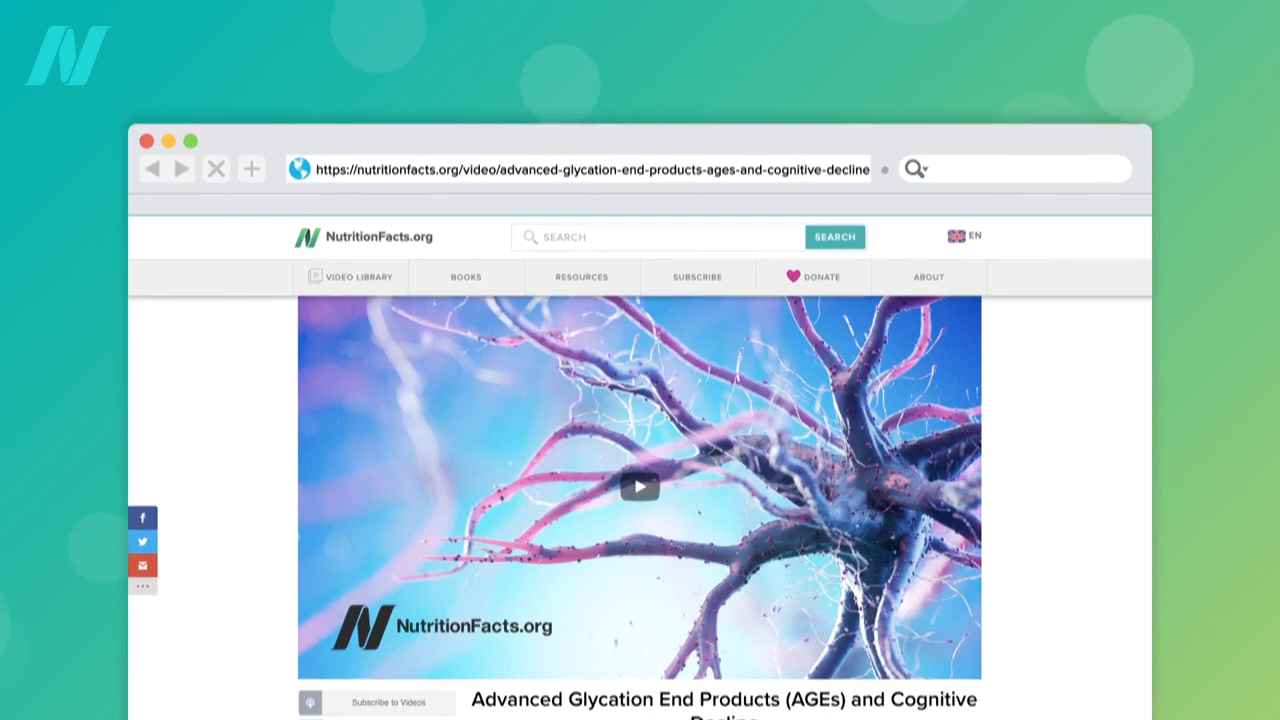 https://nutritionfacts.org/video/advanced-glycation-end-products-ages-and-cognitive-decline
NutritionFacts.org
SEARCH
SEARCH
EN
VIDEO LIBRARY
BOOKS
RESOURCES
SUBSCRIBE
DONATE
ABOUT
NutritionFacts.org
Subscribe to Videos
Advanced Glycation End Products (AGEs) and Cognitive
Decline